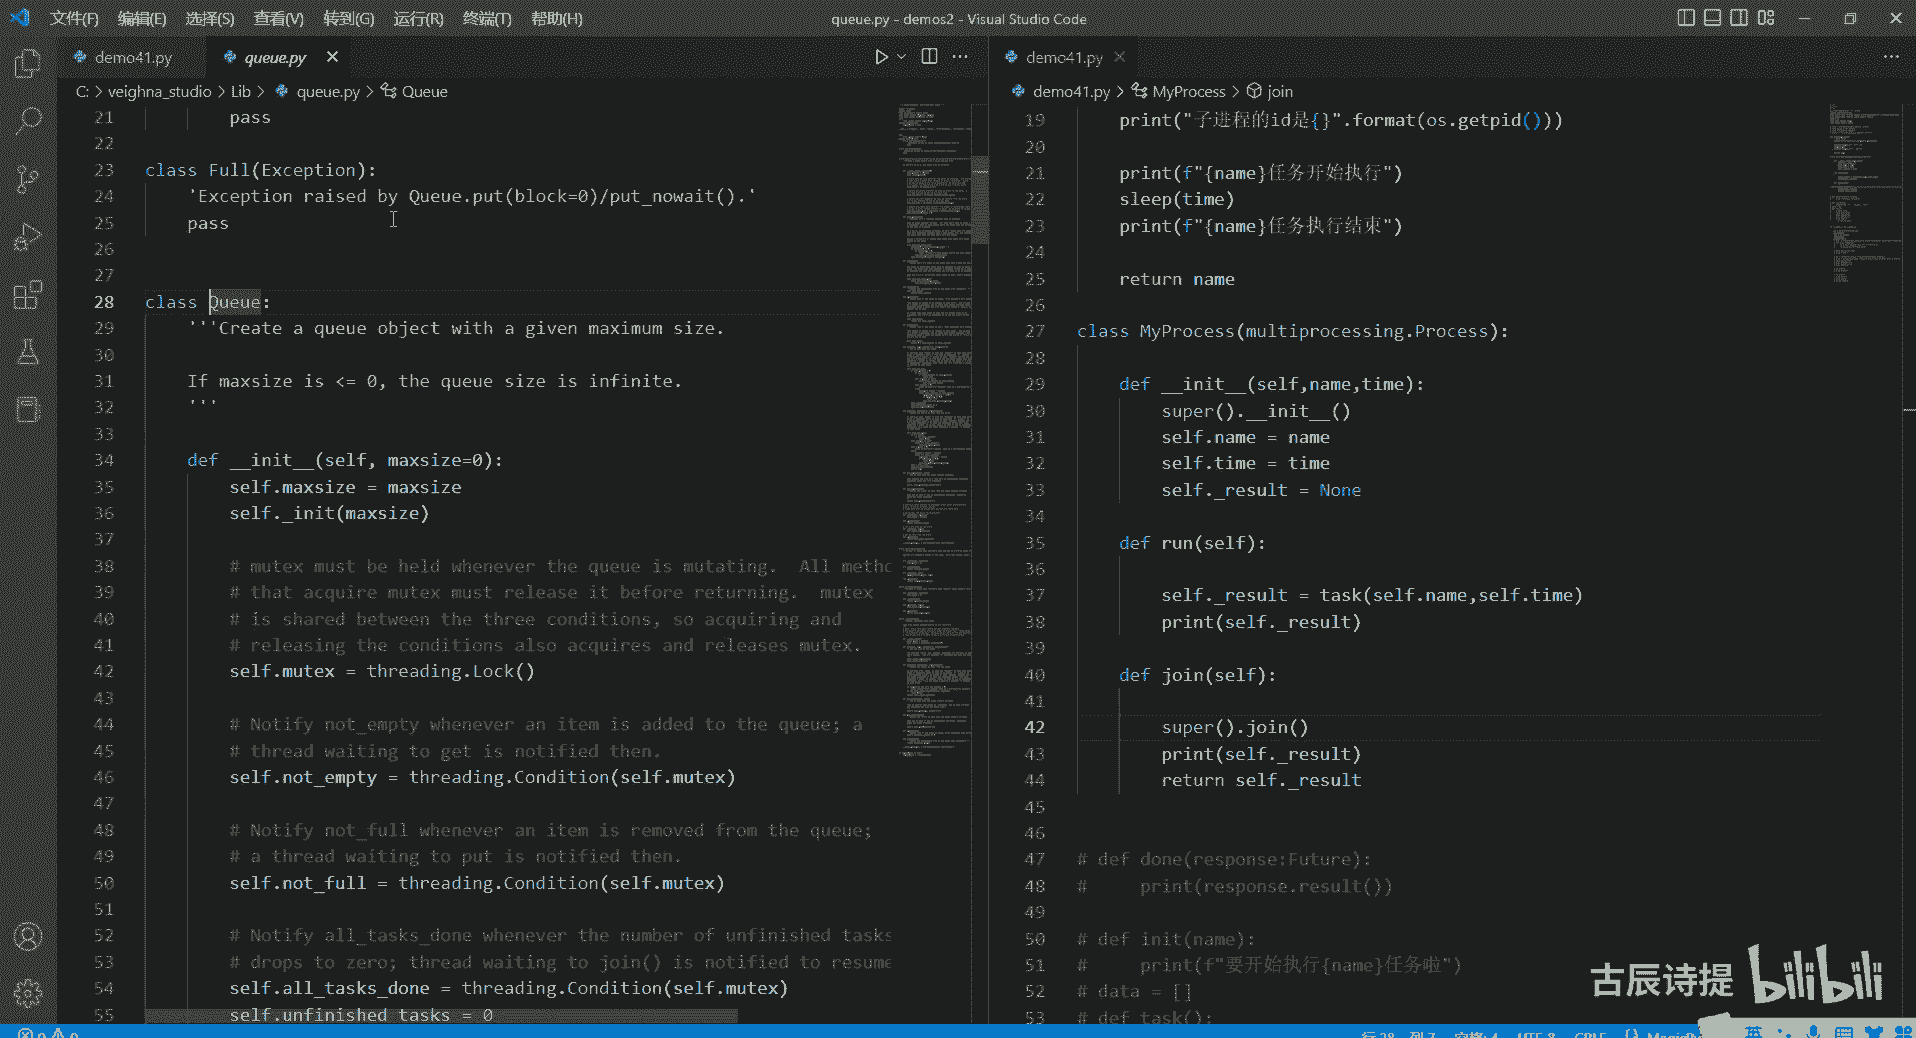 文件(F) 编辑(E) 选择(S) 查看(V) 转到(G) 运行(R) 终端(T) 帮助(H) queue.py - demos2 - Visual Studio Code
demo41.py queue.py
C: > veighna_studio > Lib > queue.py > Queue
21 pass
22
23 class Full(Exception):
24 'Exception raised by Queue.put(block=0)/put_nowait().'
25 pass
26
27
28 class Queue:
29 '''Create a queue object with a given maximum size.
30
31 If maxsize is <= 0, the queue size is infinite.
32 '''
33
34 def __init__(self, maxsize=0):
35 self.maxsize = maxsize
36 self._init(maxsize)
37
38 # mutex must be held whenever the queue is mutating.  All metho
39 # that acquire mutex must release it before returning.  mutex
40 # is shared between the three conditions, so acquiring and
41 # releasing the conditions also acquires and releases mutex.
42 self.mutex = threading.Lock()
43
44 # Notify not_empty whenever an item is added to the queue; a
45 # thread waiting to get is notified then.
46 self.not_empty = threading.Condition(self.mutex)
47
48 # Notify not_full whenever an item is removed from the queue;
49 # a thread waiting to put is notified then.
50 self.not_full = threading.Condition(self.mutex)
51
52 # Notify all_tasks_done whenever the number of unfinished tasks
53 # drops to zero; thread waiting to join() is notified to resume
54 self.all_tasks_done = threading.Condition(self.mutex)
55 self.unfinished_tasks = 0
demo41.py
demo41.py > MyProcess > join
19 print("子进程的id是{}".format(os.getpid()))
20
21 print(f"{name}任务开始执行")
22 sleep(time)
23 print(f"{name}任务执行结束")
24
25 return name
26
27 class MyProcess(multiprocessing.Process):
28
29 def __init__(self,name,time):
30 super().__init__()
31 self.name = name
32 self.time = time
33 self._result = None
34
35 def run(self):
36
37 self._result = task(self.name,self.time)
38 print(self._result)
39
40 def join(self):
41
42 super().join()
43 print(self._result)
44 return self._result
45
46
47 # def done(response:Future):
48 #     print(response.result())
49
50 # def init(name):
51 #     print(f"要开始执行{name}任务啦")
52 # data = []
53 # def task():
古辰诗提 bilibili
行 28 列 7 空格: 4 UTF-8 CRLF
英